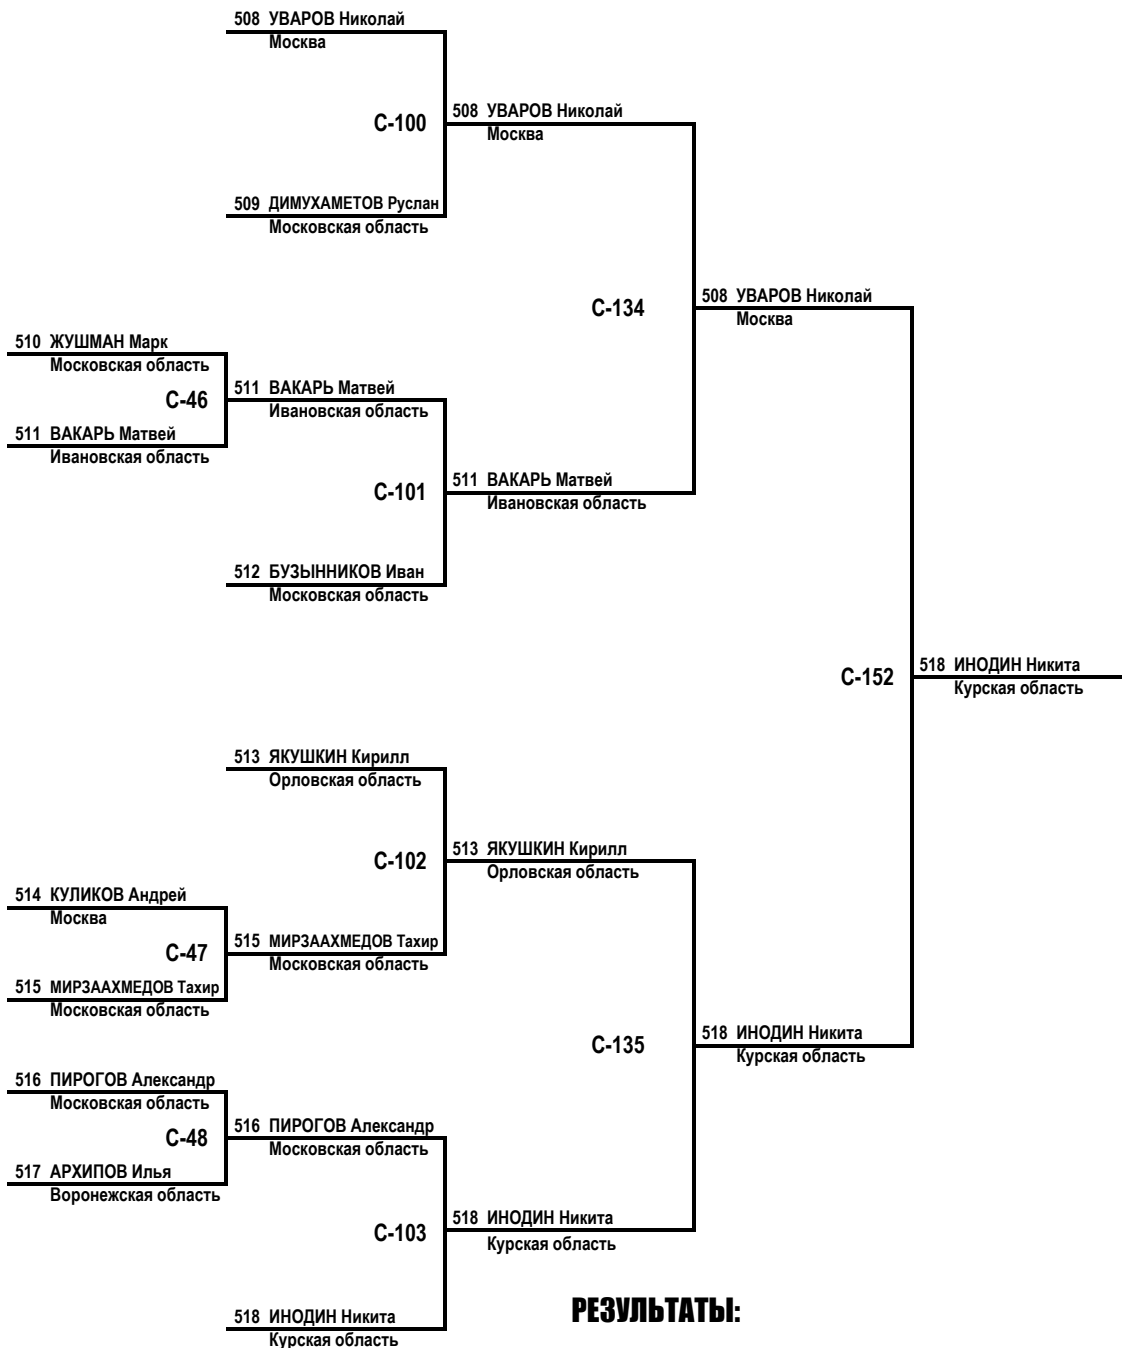 508 УВАРОВ Николай
Москва
С-100
508 УВАРОВ Николай
Москва
509 ДИМУХАМЕТОВ Руслан
Московская область
С-134
508 УВАРОВ Николай
Москва
510 ЖУШМАН Марк
Московская область
С-46
511 ВАКАРЬ Матвей
Ивановская область
511 ВАКАРЬ Матвей
Ивановская область
С-101
511 ВАКАРЬ Матвей
Ивановская область
512 БУЗЫННИКОВ Иван
Московская область
С-152
518 ИНОДИН Никита
Курская область
513 ЯКУШКИН Кирилл
Орловская область
С-102
513 ЯКУШКИН Кирилл
Орловская область
514 КУЛИКОВ Андрей
Москва
С-47
515 МИРЗААХМЕДОВ Тахир
Московская область
515 МИРЗААХМЕДОВ Тахир
Московская область
С-135
518 ИНОДИН Никита
Курская область
516 ПИРОГОВ Александр
Московская область
С-48
516 ПИРОГОВ Александр
Московская область
517 АРХИПОВ Илья
Воронежская область
С-103
518 ИНОДИН Никита
Курская область
518 ИНОДИН Никита
Курская область
РЕЗУЛЬТАТЫ: